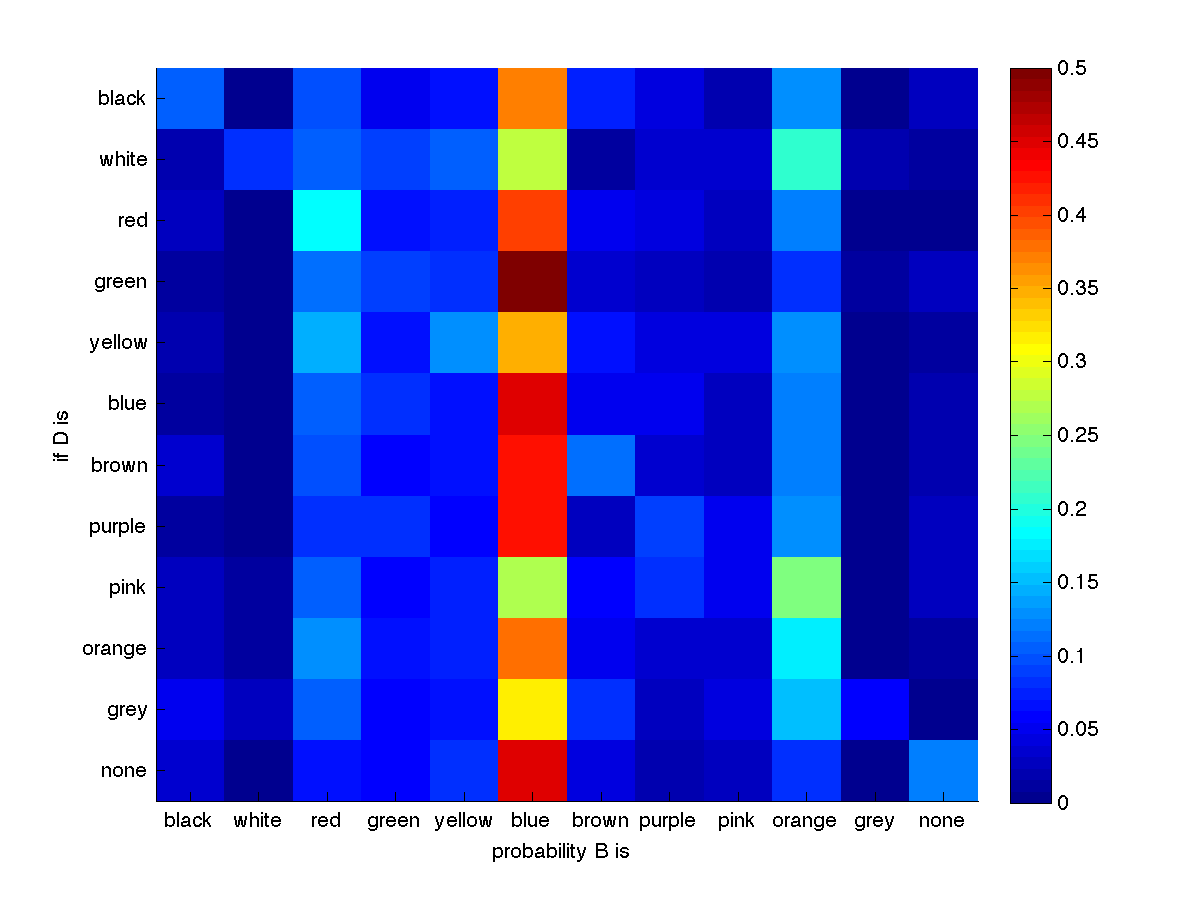 black
white
red
green
yellow
blue
brown
purple
pink
orange
grey
none
if D is
black white red green yellow blue brown purple pink orange grey none
probability B is
0.5
0.45
0.4
0.35
0.3
0.25
0.2
0.15
0.1
0.05
0